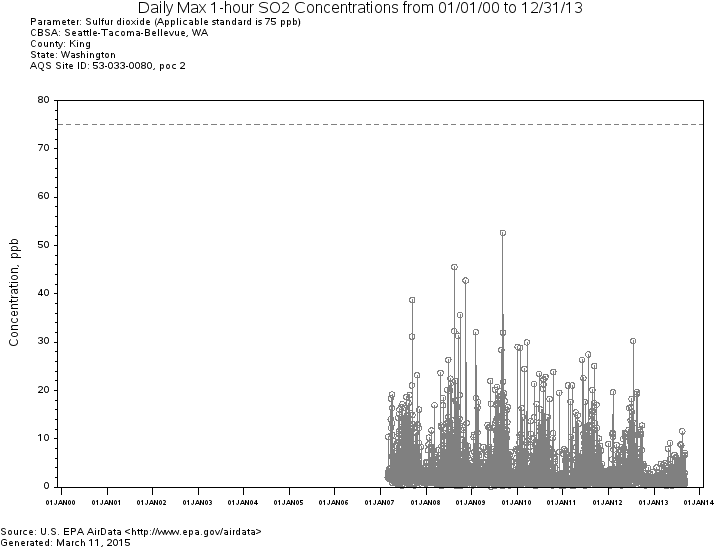 Daily Max 1-hour SO2 Concentrations from 01/01/00 to 12/31/13
Parameter: Sulfur dioxide (Applicable standard is 75 ppb)
CBSA: Seattle-Tacoma-Bellevue, WA
County: King
State: Washington
AQS Site ID: 53-033-0080, poc 2
80
70
60
50
40
30
20
10
0
Concentration, ppb
01JAN00 01JAN01 01JAN02 01JAN03 01JAN04 01JAN05 01JAN06 01JAN07 01JAN08 01JAN09 01JAN10 01JAN11 01JAN12 01JAN13 01JAN14
Source: U.S. EPA AirData <http://www.epa.gov/airdata>
Generated: March 11, 2015